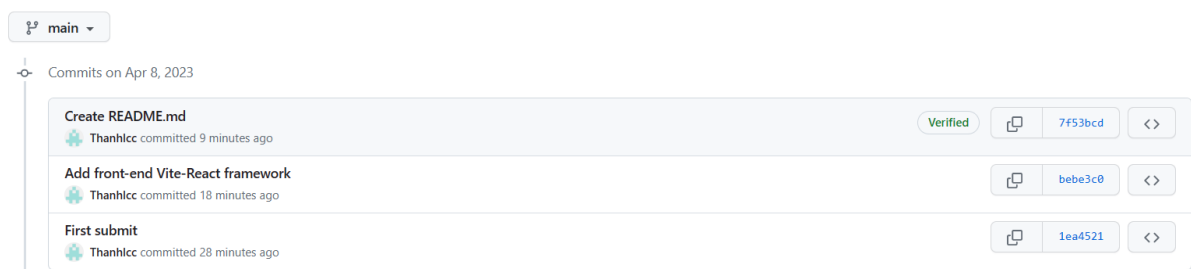 main
Commits on Apr 8, 2023
Create README.md
Thanhlcc committed 9 minutes ago
Verified
7f53bcd
Add front-end Vite-React framework
Thanhlcc committed 18 minutes ago
bebe3c0
First submit
Thanhlcc committed 28 minutes ago
1ea4521